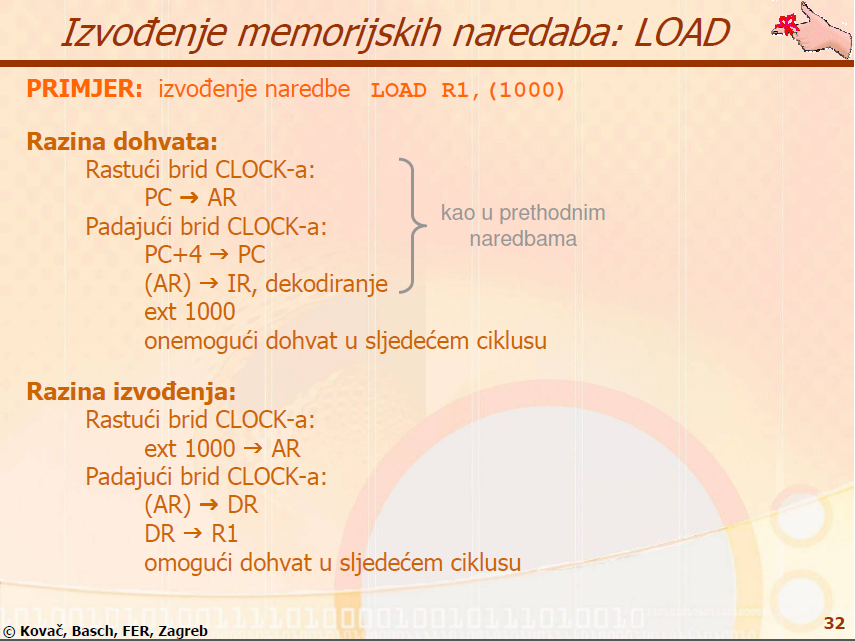 Izvođenje memorijskih naredaba: LOAD
PRIMJER: izvođenje naredbe LOAD R1,(1000)
Razina dohvata:
Rastući brid CLOCK-a:
PC ➔ AR
Padajući brid CLOCK-a:
PC+4 → PC
(AR) → IR, dekodiranje
ext 1000
onemogući dohvat u sljedećem ciklusu
kao u prethodnim
naredbama
Razina izvođenja:
Rastući brid CLOCK-a:
ext 1000 → AR
Padajući brid CLOCK-a:
(AR) ➔ DR
DR → R1
omogući dohvat u sljedećem ciklusu
© Kovač, Basch, FER, Zagreb
32